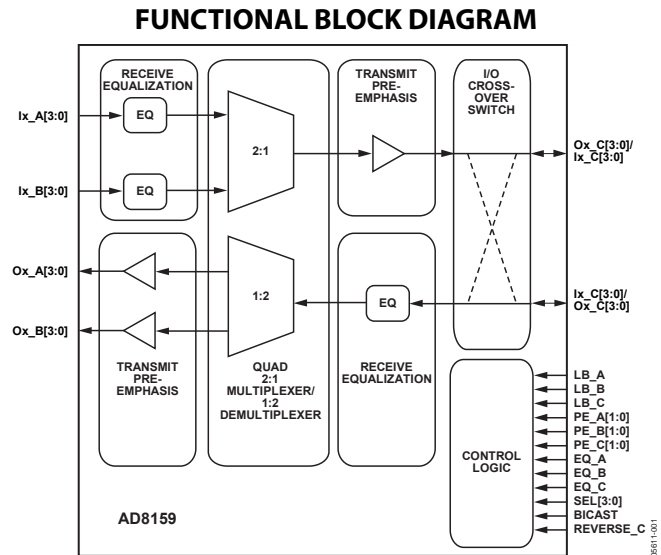 FUNCTIONAL BLOCK DIAGRAM
RECEIVE
EQUALIZATION
TRANSMIT
PRE-
EMPHASIS
I/O
CROSS-
OVER
SWITCH
Ix_A[3:0]
EQ
2:1
Ox_C[3:0]/
Ix_C[3:0]
Ix_B[3:0]
EQ
Ox_A[3:0]
1:2
EQ
Ix_C[3:0]/
Ox_C[3:0]
Ox_B[3:0]
TRANSMIT
PRE-
EMPHASIS
QUAD
2:1
MULTIPLEXER/
1:2
DEMULTIPLEXER
RECEIVE
EQUALIZATION
CONTROL
LOGIC
LB_A
LB_B
LB_C
PE_A[1:0]
PE_B[1:0]
PE_C[1:0]
EQ_A
EQ_B
EQ_C
SEL[3:0]
BICAST
REVERSE_C
AD8159
05611-001